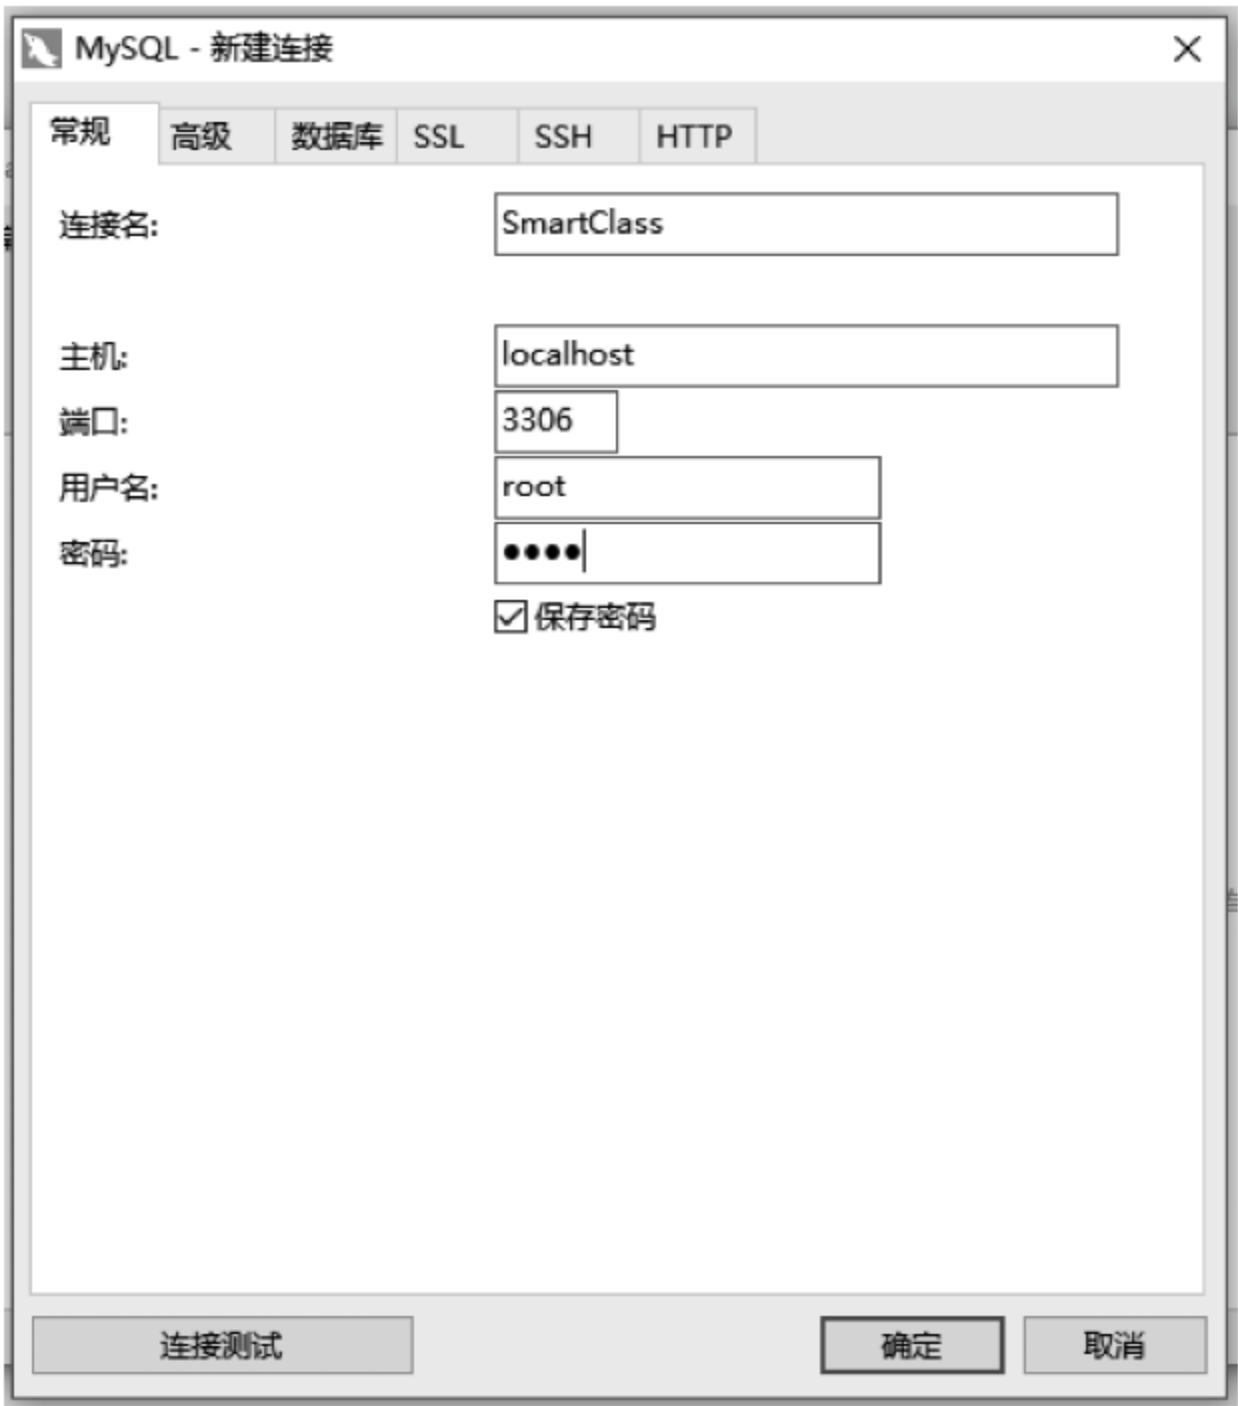 MySQL - 新建连接
常规 高级 数据库 SSL SSH HTTP
连接名: SmartClass
主机: localhost
端口: 3306
用户名: root
密码: ●●●●
保存密码
连接测试 确定 取消